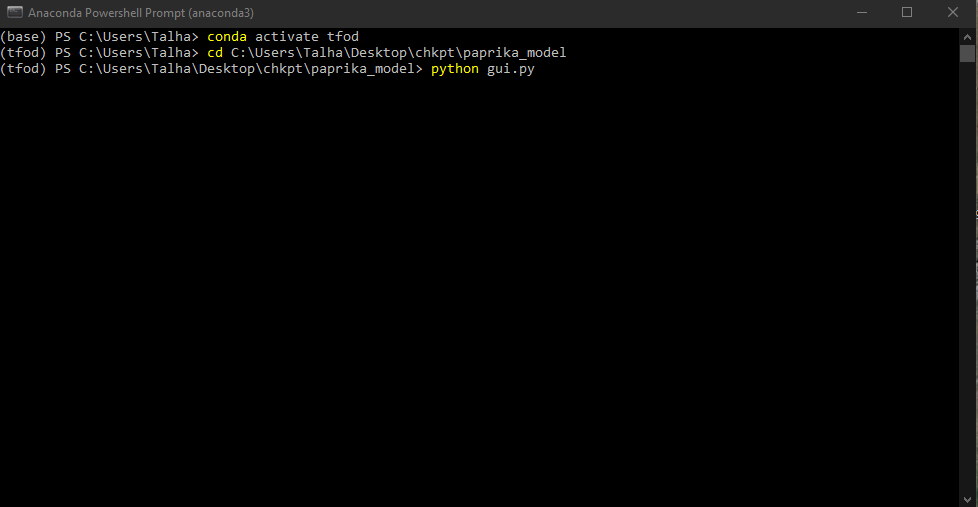 Anaconda Powershell Prompt (anaconda3)
(base) PS C:\Users\Talha> conda activate tfod
(tfod) PS C:\Users\Talha> cd C:\Users\Talha\Desktop\chkpt\paprika_model
(tfod) PS C:\Users\Talha\Desktop\chkpt\paprika_model> python gui.py